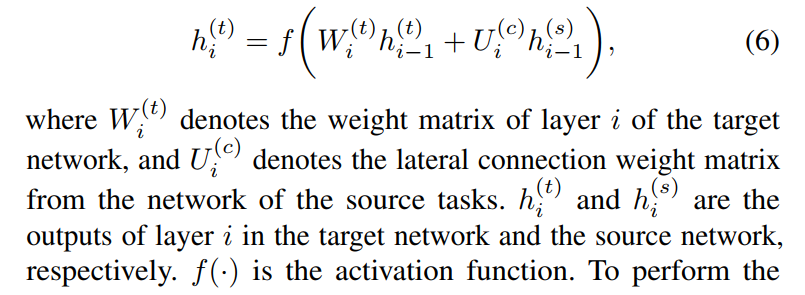 h_i^{(t)} = f\left( W_i^{(t)} h_{i-1}^{(t)} + U_i^{(c)} h_{i-1}^{(s)} \right), (6)
where W_i^{(t)} denotes the weight matrix of layer i of the target
network, and U_i^{(c)} denotes the lateral connection weight matrix
from the network of the source tasks. h_i^{(t)} and h_i^{(s)} are the
outputs of layer i in the target network and the source network,
respectively. f(·) is the activation function. To perform the